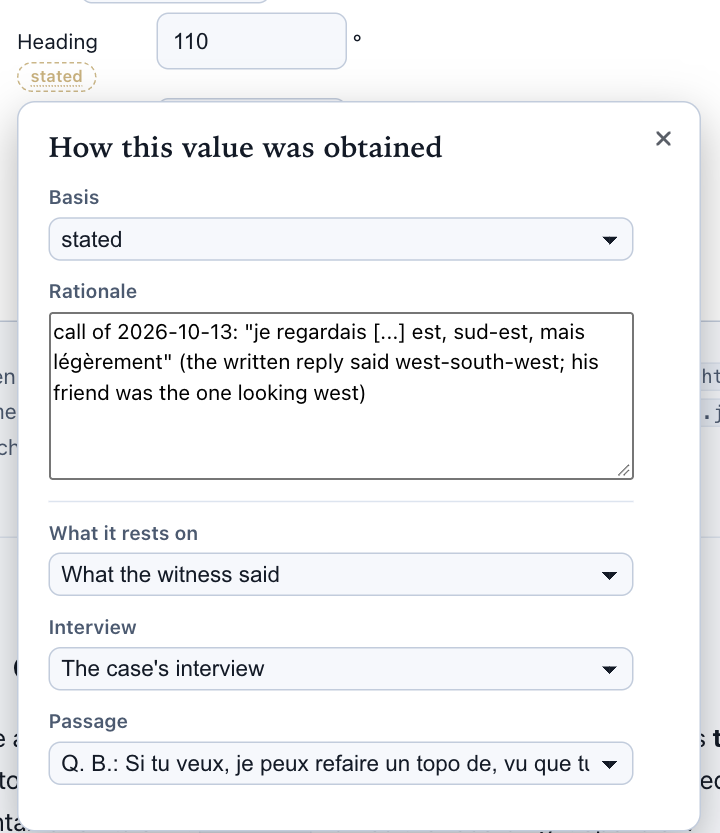 Heading
110 °
stated
How this value was obtained
Basis
stated
Rationale
call of 2026-10-13: "je regardais [...] est, sud-est, mais
légèrement" (the written reply said west-south-west; his
friend was the one looking west)
What it rests on
What the witness said
Interview
The case's interview
Passage
Q. B.: Si tu veux, je peux refaire un topo de, vu que tu